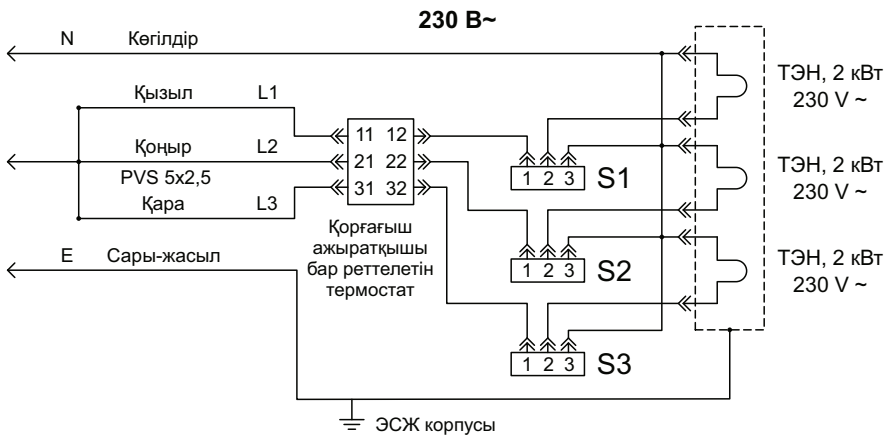 230 В~
N Көгілдір
ТЭН, 2 кВт
230 V ~
Қызыл L1
11 12
Қоңыр L2
21 22
PVS 5x2,5
31 32
Қара L3
1 2 3 S1
ТЭН, 2 кВт
230 V ~
Қорғағыш
ажыратқышы
бар реттелетін
термостат
E Сары-жасыл
1 2 3 S2
ТЭН, 2 кВт
230 V ~
1 2 3 S3
ЭСЖ корпусы